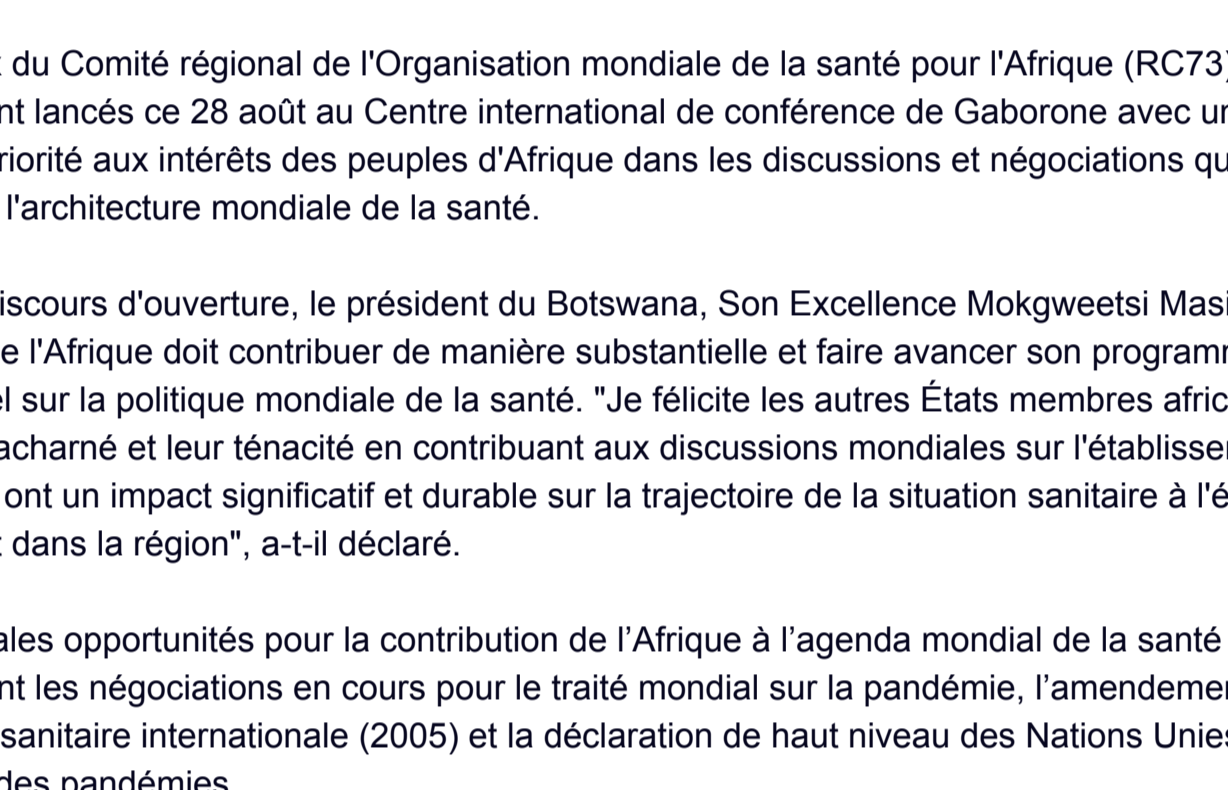 du Comité régional de l'Organisation mondiale de la santé pour l'Afrique (RC73)
nt lancés ce 28 août au Centre international de conférence de Gaborone avec un
riorité aux intérêts des peuples d'Afrique dans les discussions et négociations qu
l'architecture mondiale de la santé.
iscours d'ouverture, le président du Botswana, Son Excellence Mokgweetsi Masi
e l'Afrique doit contribuer de manière substantielle et faire avancer son program
el sur la politique mondiale de la santé. "Je félicite les autres États membres afric
acharné et leur ténacité en contribuant aux discussions mondiales sur l'établisse
ont un impact significatif et durable sur la trajectoire de la situation sanitaire à l'é
dans la région", a-t-il déclaré.
ales opportunités pour la contribution de l’Afrique à l’agenda mondial de la santé
nt les négociations en cours pour le traité mondial sur la pandémie, l’amendemen
sanitaire internationale (2005) et la déclaration de haut niveau des Nations Unies
des pandémies